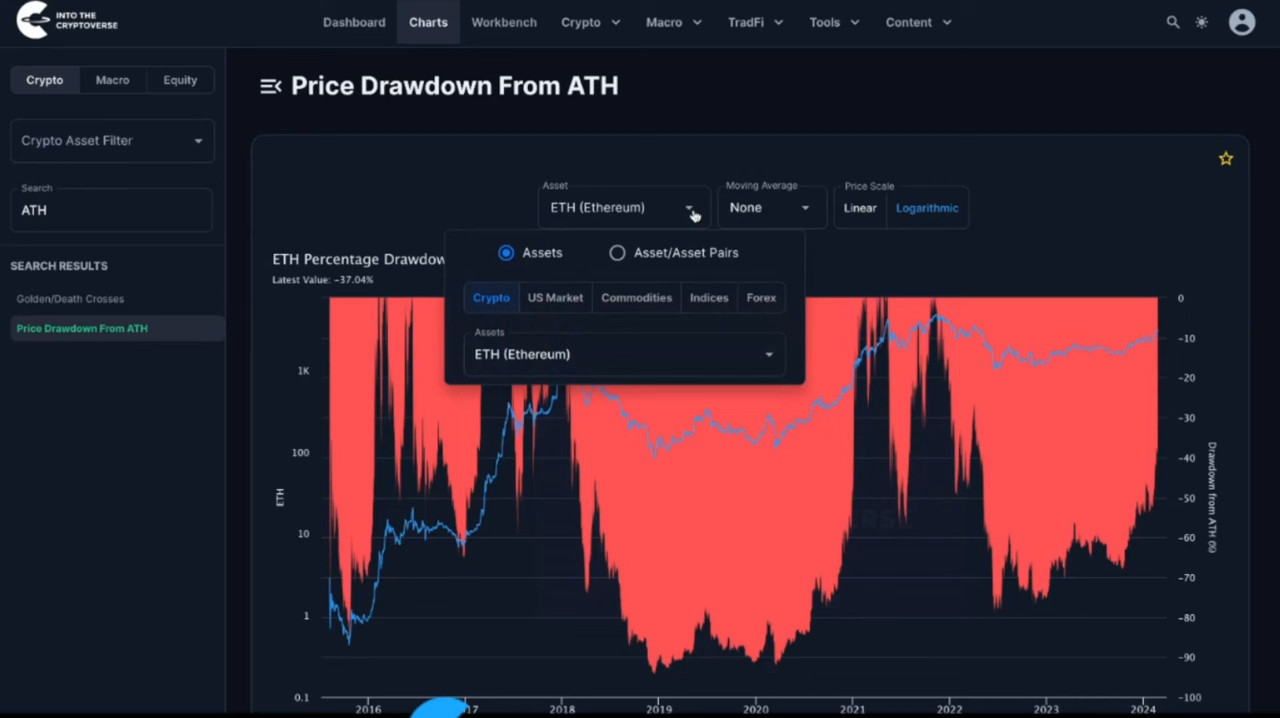 INTO THE
CRYPTOVERSE
Dashboard Charts Workbench Crypto Macro TradFi Tools Content
Crypto Macro Equity
Crypto Asset Filter
Search
ATH
SEARCH RESULTS
Golden/Death Crosses
Price Drawdown From ATH
Price Drawdown From ATH
Asset Moving Average Price Scale
ETH (Ethereum) None Linear Logarithmic
Assets Asset/Asset Pairs
Crypto US Market Commodities Indices Forex
Assets
ETH (Ethereum)
ETH Percentage Drawdow
Latest Value: -37.04%
1K
100
10
1
0.1
ETH
0
-10
-20
-30
-40
-50
-60
-70
-80
-90
-100
Drawdown from ATH (%)
2016 17 2018 2019 2020 2021 2022 2023 2024